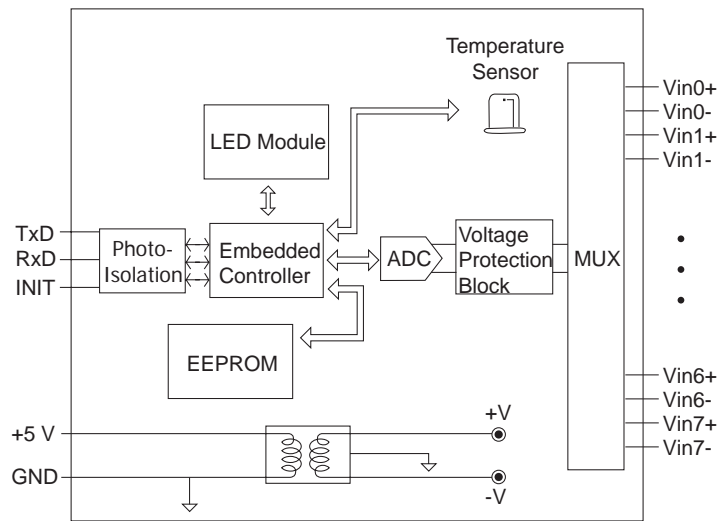 Temperature
Sensor
Vin0+
Vin0-
Vin1+
Vin1-
LED Module
TxD
RxD
INIT
Photo-
Isolation
Embedded
Controller
ADC
Voltage
Protection
Block
MUX
EEPROM
Vin6+
Vin6-
Vin7+
Vin7-
+5 V
GND
+V
-V